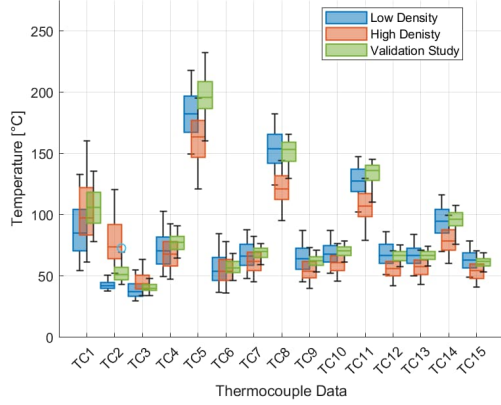 Low Density
High Denisty
Validation Study
250
200
150
100
50
0
Temperature [°C]
TC1
TC2
TC3
TC4
TC5
TC6
TC7
TC8
TC9
TC10
TC11
TC12
TC13
TC14
TC15
Thermocouple Data